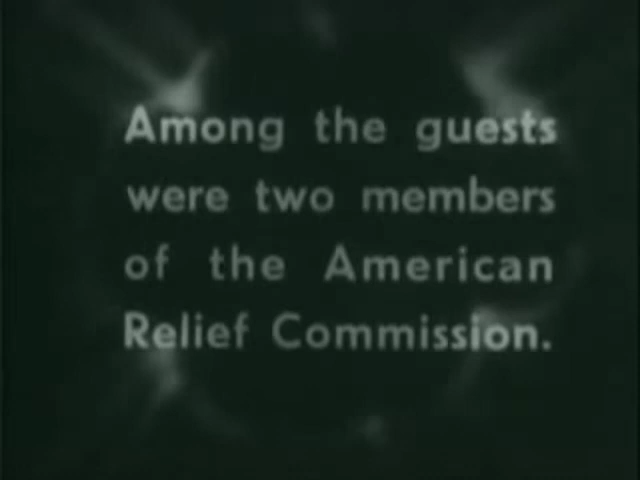 Among the guests
were two members
of the American
Relief Commission.